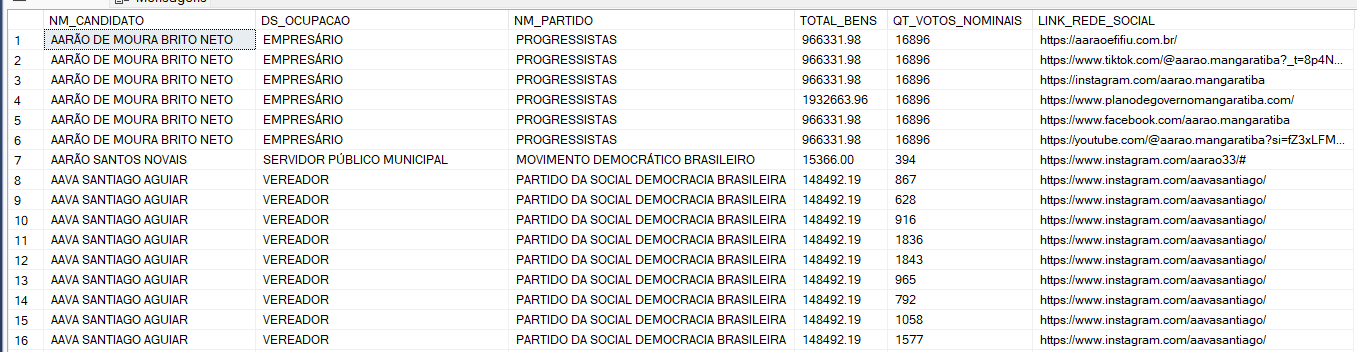 NM_CANDIDATO DS_OCUPACAO NM_PARTIDO TOTAL_BENS QT_VOTOS_NOMINAIS LINK_REDE_SOCIAL
1 AARÃO DE MOURA BRITO NETO EMPRESÁRIO PROGRESSISTAS 966331.98 16896 https://aaraoefifiu.com.br/
2 AARÃO DE MOURA BRITO NETO EMPRESÁRIO PROGRESSISTAS 966331.98 16896 https://www.tiktok.com/@aarao.mangaratiba?_t=8p4N...
3 AARÃO DE MOURA BRITO NETO EMPRESÁRIO PROGRESSISTAS 966331.98 16896 https://instagram.com/aarao.mangaratiba
4 AARÃO DE MOURA BRITO NETO EMPRESÁRIO PROGRESSISTAS 1932663.96 16896 https://www.planodegovernomangaratiba.com/
5 AARÃO DE MOURA BRITO NETO EMPRESÁRIO PROGRESSISTAS 966331.98 16896 https://www.facebook.com/aarao.mangaratiba
6 AARÃO DE MOURA BRITO NETO EMPRESÁRIO PROGRESSISTAS 966331.98 16896 https://youtube.com/@aarao.mangaratiba?si=fZ3xLFM...
7 AARÃO SANTOS NOVAIS SERVIDOR PÚBLICO MUNICIPAL MOVIMENTO DEMOCRÁTICO BRASILEIRO 15366.00 394 https://www.instagram.com/aarao33/#
8 AAVA SANTIAGO AGUIAR VEREADOR PARTIDO DA SOCIAL DEMOCRACIA BRASILEIRA 148492.19 867 https://www.instagram.com/aavasantiago/
9 AAVA SANTIAGO AGUIAR VEREADOR PARTIDO DA SOCIAL DEMOCRACIA BRASILEIRA 148492.19 628 https://www.instagram.com/aavasantiago/
10 AAVA SANTIAGO AGUIAR VEREADOR PARTIDO DA SOCIAL DEMOCRACIA BRASILEIRA 148492.19 916 https://www.instagram.com/aavasantiago/
11 AAVA SANTIAGO AGUIAR VEREADOR PARTIDO DA SOCIAL DEMOCRACIA BRASILEIRA 148492.19 1836 https://www.instagram.com/aavasantiago/
12 AAVA SANTIAGO AGUIAR VEREADOR PARTIDO DA SOCIAL DEMOCRACIA BRASILEIRA 148492.19 1843 https://www.instagram.com/aavasantiago/
13 AAVA SANTIAGO AGUIAR VEREADOR PARTIDO DA SOCIAL DEMOCRACIA BRASILEIRA 148492.19 965 https://www.instagram.com/aavasantiago/
14 AAVA SANTIAGO AGUIAR VEREADOR PARTIDO DA SOCIAL DEMOCRACIA BRASILEIRA 148492.19 792 https://www.instagram.com/aavasantiago/
15 AAVA SANTIAGO AGUIAR VEREADOR PARTIDO DA SOCIAL DEMOCRACIA BRASILEIRA 148492.19 1058 https://www.instagram.com/aavasantiago/
16 AAVA SANTIAGO AGUIAR VEREADOR PARTIDO DA SOCIAL DEMOCRACIA BRASILEIRA 148492.19 1577 https://www.instagram.com/aavasantiago/